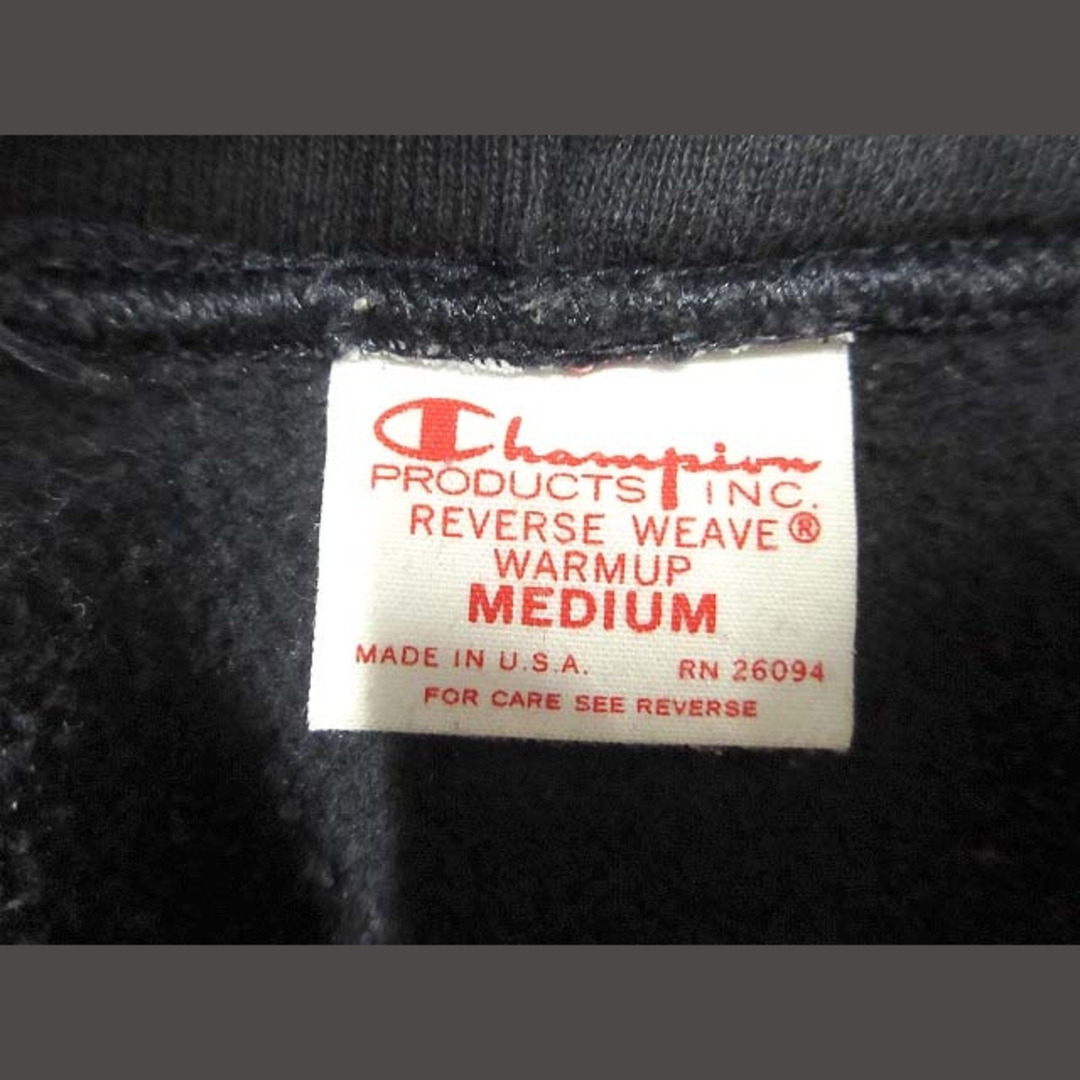 Champion
PRODUCTS INC.
REVERSE WEAVE®
WARMUP
MEDIUM
MADE IN U.S.A. RN 26094
FOR CARE SEE REVERSE